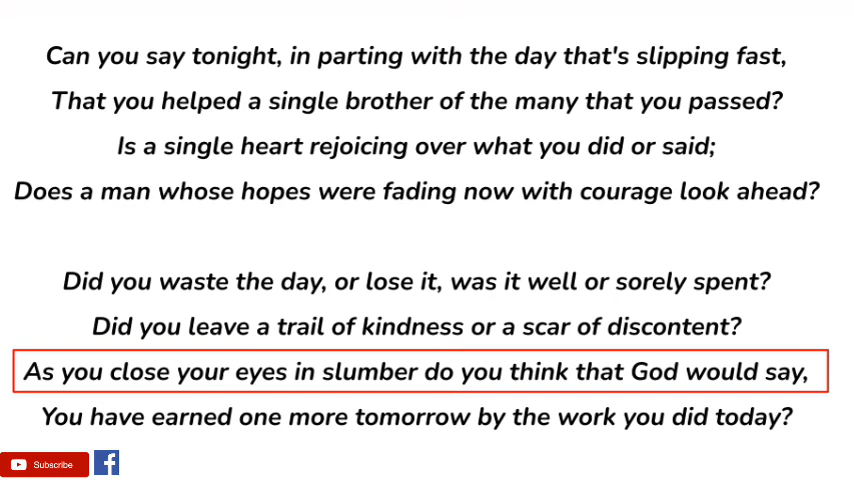 Can you say tonight, in parting with the day that's slipping fast,
That you helped a single brother of the many that you passed?
Is a single heart rejoicing over what you did or said;
Does a man whose hopes were fading now with courage look ahead?
Did you waste the day, or lose it, was it well or sorely spent?
Did you leave a trail of kindness or a scar of discontent?
As you close your eyes in slumber do you think that God would say,
You have earned one more tomorrow by the work you did today?
Subscribe